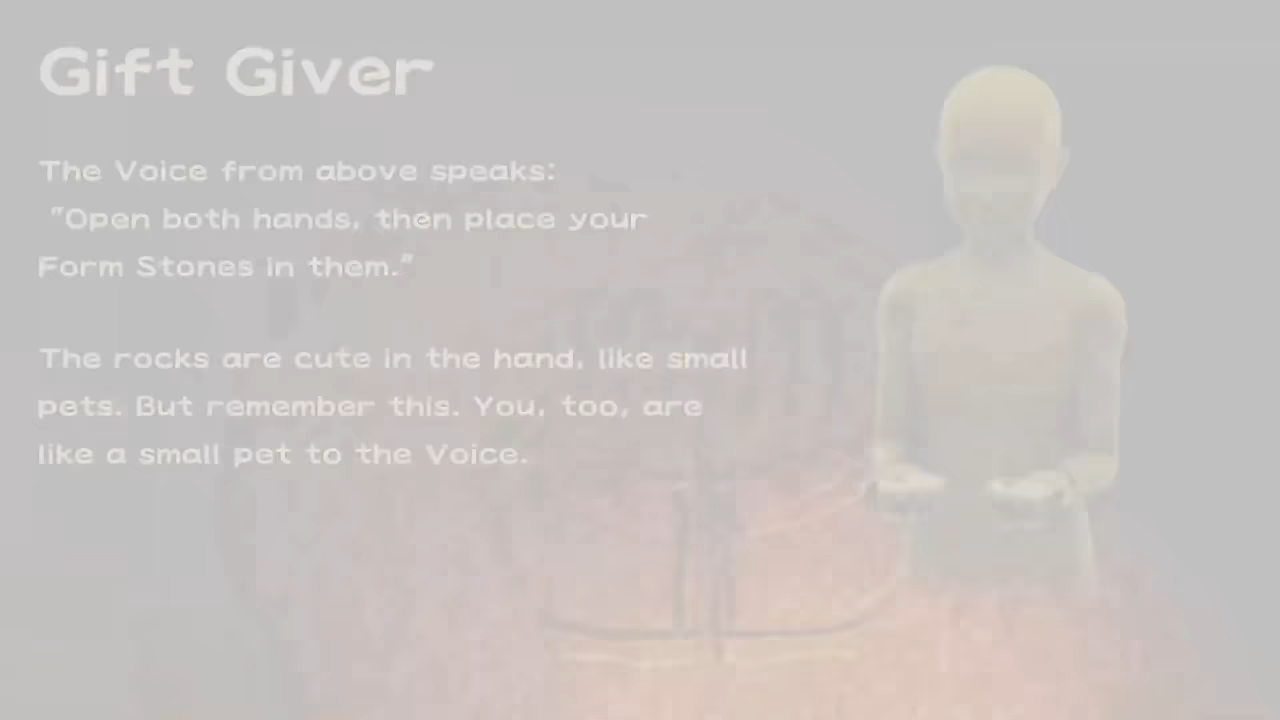 Gift Giver
The Voice from above speaks:
"Open both hands, then place your
Form Stones in them."
The rocks are cute in the hand, like small
pets. But remember this. You, too, are
like a small pet to the Voice.